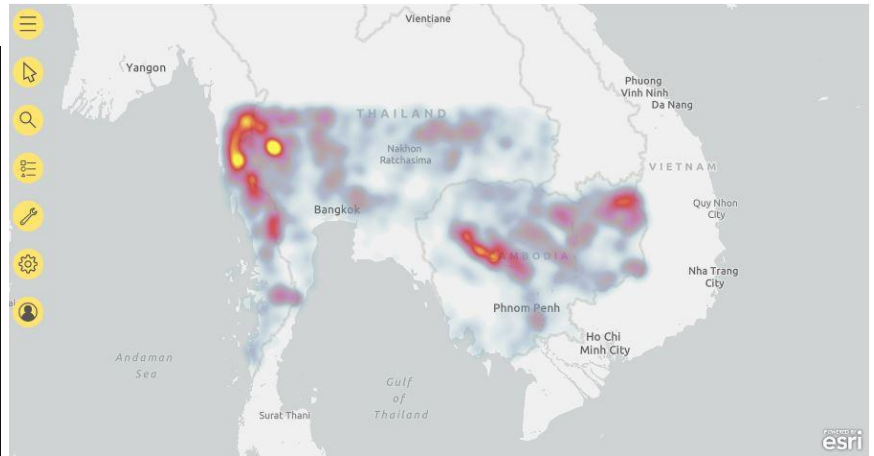 Vientiane
Yangon
Phuong
Vinh Ninh
Da Nang
THAILAND
Nakhon
Ratchasima
VIETNAM
Bangkok
Quy Nhon
City
CAMBODIA
Nha Trang
City
Phnom Penh
Ho Chi
Minh City
Andaman
Sea
Gulf
of
Thailand
Surat Thani
POWERED BY
esri